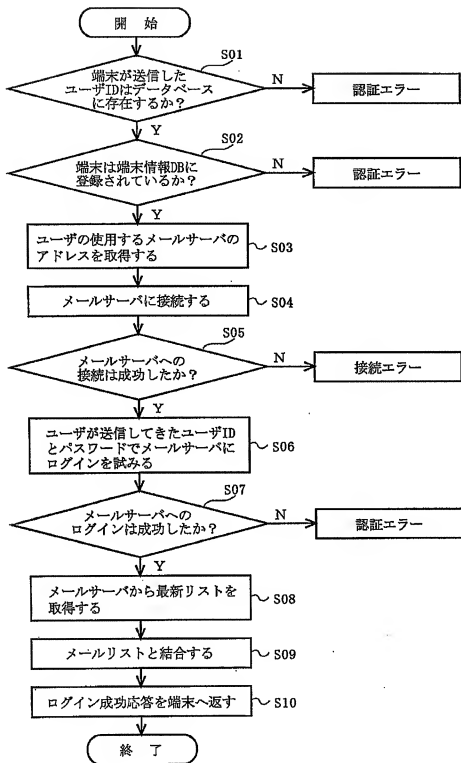 開 始
S01
端末が送信した
ユーザIDはデータベース
に存在するか?
N
認証エラー
Y
S02
端末は端末情報DBに
登録されているか?
N
認証エラー
Y
ユーザの使用するメールサーバの
アドレスを取得する
S03
メールサーバに接続する
S04
S05
メールサーバへの
接続は成功したか?
N
接続エラー
Y
ユーザが送信してきたユーザID
とパスワードでメールサーバに
ログインを試みる
S06
S07
メールサーバへの
ログインは成功したか?
N
認証エラー
Y
メールサーバから最新リストを
取得する
S08
メールリストと結合する
S09
ログイン成功応答を端末へ返す
S10
終 了